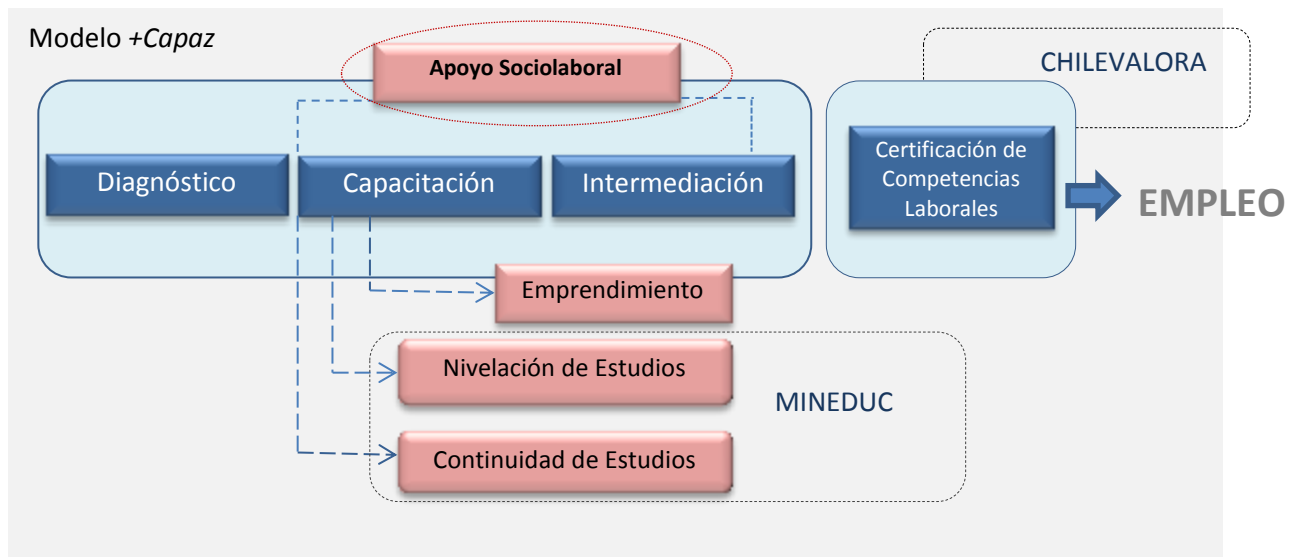 Modelo +Capaz
Apoyo Sociolaboral
CHILEVALORA
Diagnóstico
Capacitación
Intermediación
Certificación de
Competencias
Laborales
EMPLEO
Emprendimiento
Nivelación de Estudios
MINEDUC
Continuidad de Estudios